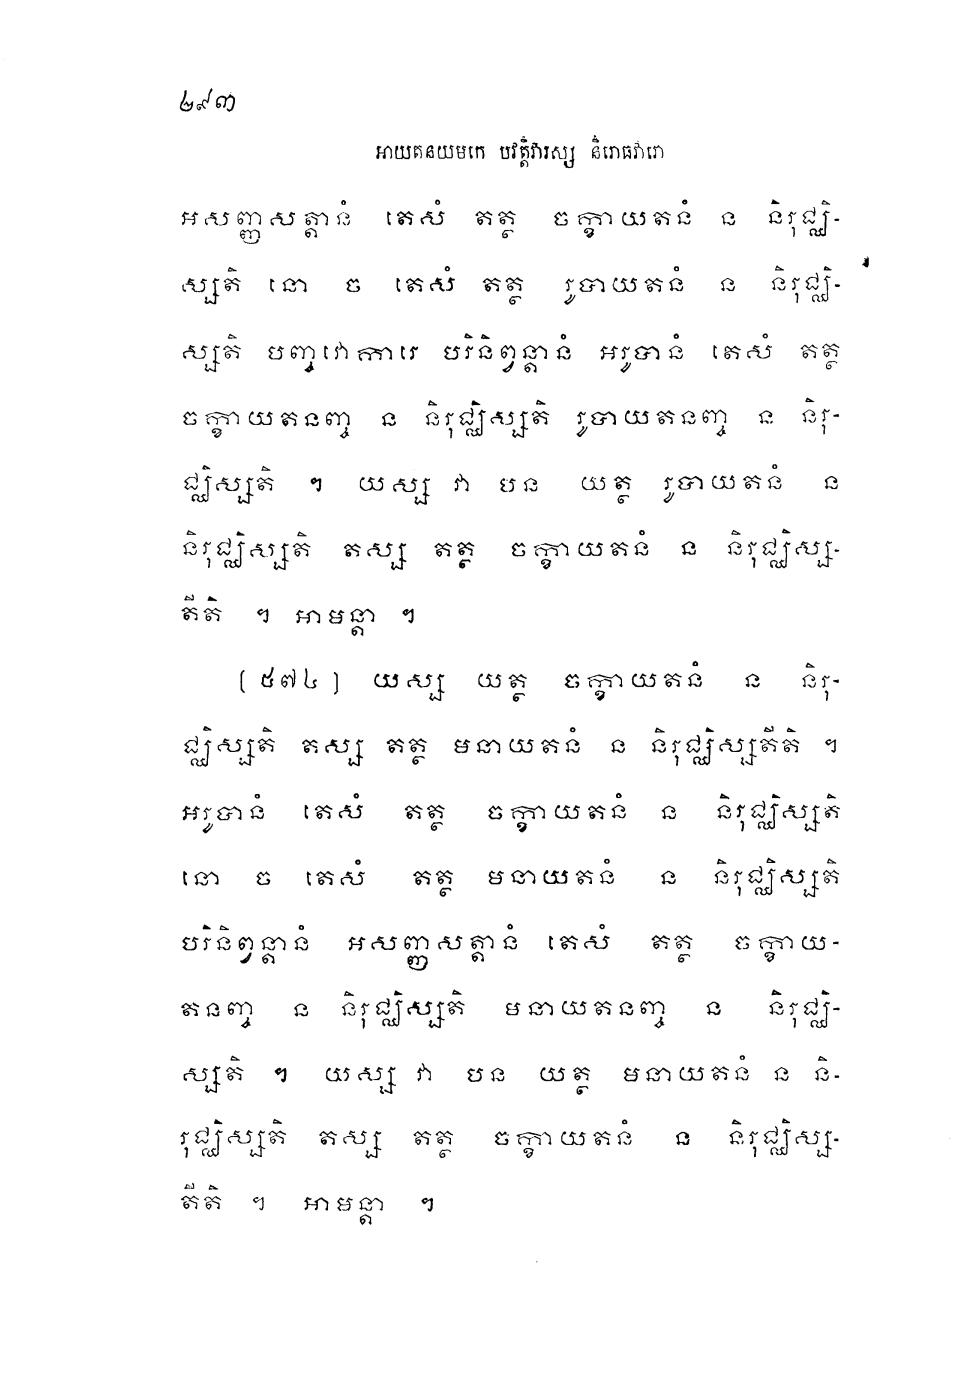 ២៩៣
អាយតនយមកេ បវត្តិវារស្ស និរោធវារោ
អសញ្ញសត្តានំ តេសំ តត្ថ ចក្ខាយតនំ ន និរុជ្ឈិ-
ស្សតិ នោ ច តេសំ តត្ថ រូបាយតនំ ន និរុជ្ឈិ-
ស្សតិ បញ្ចវោការេ បរិនិព្វន្តានំ អរូបានំ តេសំ តត្ថ
ចក្ខាយតនញ្ច ន និរុជ្ឈិស្សតិ រូបាយតនញ្ច ន និរុ-
ជ្ឈិស្សតិ ។ យស្ស វា បន យត្ថ រូបាយតនំ ន
និរុជ្ឈិស្សតិ តស្ស តត្ថ ចក្ខាយតនំ ន និរុជ្ឈិស្ស-
តីតិ ។ អាមន្តា ។
[ ៥៧៤ ] យស្ស យត្ថ ចក្ខាយតនំ ន និរុ-
ជ្ឈិស្សតិ តស្ស តត្ថ មនាយតនំ ន និរុជ្ឈិស្សតីតិ ។
អរូបានំ តេសំ តត្ថ ចក្ខាយតនំ ន និរុជ្ឈិស្សតិ
នោ ច តេសំ តត្ថ មនាយតនំ ន និរុជ្ឈិស្សតិ
បរិនិព្វន្តានំ អសញ្ញសត្តានំ តេសំ តត្ថ ចក្ខាយ-
តនញ្ច ន និរុជ្ឈិស្សតិ មនាយតនញ្ច ន និរុជ្ឈិ-
ស្សតិ ។ យស្ស វា បន យត្ថ មនាយតនំ ន និ-
រុជ្ឈិស្សតិ តស្ស តត្ថ ចក្ខាយតនំ ន និរុជ្ឈិស្ស-
តីតិ ។ អាមន្តា ។